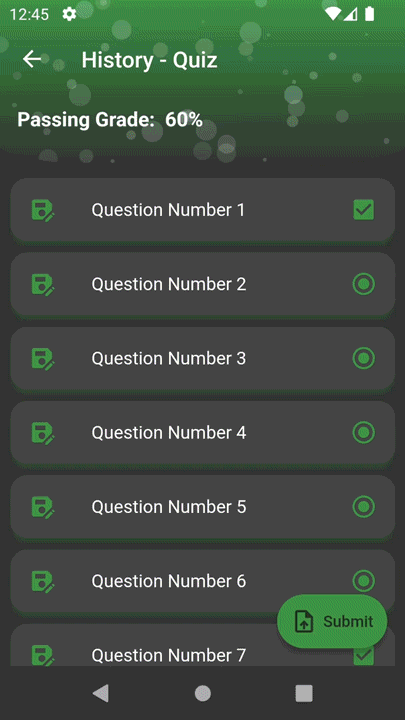 12:45
History - Quiz
Passing Grade: 60%
Question Number 1
Question Number 2
Question Number 3
Question Number 4
Question Number 5
Question Number 6
Submit
Question Number 7